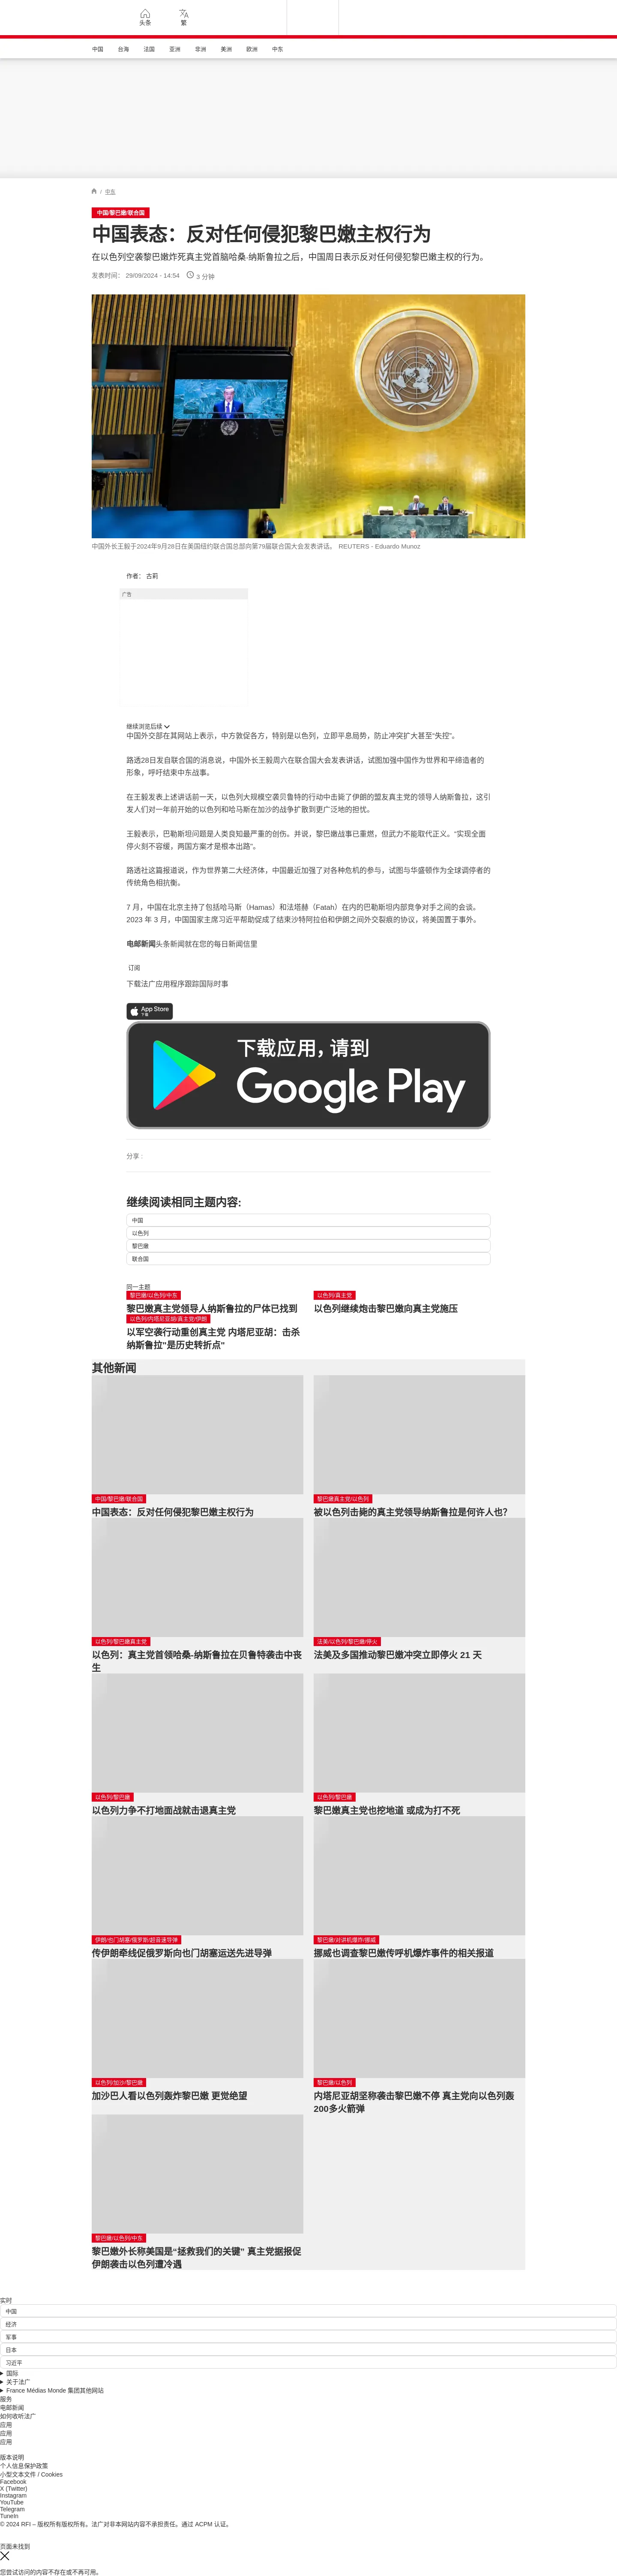 头条
繁
中国
台海
法国
亚洲
非洲
美洲
欧洲
中东
/ 中东
中国/黎巴嫩/联合国
中国表态：反对任何侵犯黎巴嫩主权行为
在以色列空袭黎巴嫩炸死真主党首脑哈桑·纳斯鲁拉之后，中国周日表示反对任何侵犯黎巴嫩主权的行为。
发表时间： 29/09/2024 - 14:54 3 分钟
中国外长王毅于2024年9月28日在美国纽约联合国总部向第79届联合国大会发表讲话。 REUTERS - Eduardo Munoz
作者： 古莉
广告
继续浏览后续
中国外交部在其网站上表示，中方敦促各方，特别是以色列，立即平息局势，防止冲突扩大甚至“失控”。
路透28日发自联合国的消息说，中国外长王毅周六在联合国大会发表讲话，试图加强中国作为世界和平缔造者的
形象，呼吁结束中东战事。
在王毅发表上述讲话前一天，以色列大规模空袭贝鲁特的行动中击毙了伊朗的盟友真主党的领导人纳斯鲁拉，这引
发人们对一年前开始的以色列和哈马斯在加沙的战争扩散到更广泛地的担忧。
王毅表示，巴勒斯坦问题是人类良知最严重的创伤。并说，黎巴嫩战事已重燃，但武力不能取代正义。“实现全面
停火刻不容缓，两国方案才是根本出路”。
路透社这篇报道说，作为世界第二大经济体，中国最近加强了对各种危机的参与，试图与华盛顿作为全球调停者的
传统角色相抗衡。
7 月，中国在北京主持了包括哈马斯（Hamas）和法塔赫（Fatah）在内的巴勒斯坦内部竞争对手之间的会谈。
2023 年 3 月，中国国家主席习近平帮助促成了结束沙特阿拉伯和伊朗之间外交裂痕的协议，将美国置于事外。
电邮新闻头条新闻就在您的每日新闻信里
订阅
下载法广应用程序跟踪国际时事
App Store
下载
下载应用，请到
Google Play
分享 :
继续阅读相同主题内容:
中国
以色列
黎巴嫩
联合国
同一主题
黎巴嫩/以色列/中东
黎巴嫩真主党领导人纳斯鲁拉的尸体已找到
以色列/真主党
以色列继续炮击黎巴嫩向真主党施压
以色列/内塔尼亚胡/真主党/伊朗
以军空袭行动重创真主党 内塔尼亚胡：击杀
纳斯鲁拉"是历史转折点"
其他新闻
中国/黎巴嫩/联合国
中国表态：反对任何侵犯黎巴嫩主权行为
黎巴嫩真主党/以色列
被以色列击毙的真主党领导纳斯鲁拉是何许人也?
以色列/黎巴嫩真主党
以色列：真主党首领哈桑-纳斯鲁拉在贝鲁特袭击中丧
生
法美/以色列/黎巴嫩/停火
法美及多国推动黎巴嫩冲突立即停火 21 天
以色列/黎巴嫩
以色列力争不打地面战就击退真主党
以色列/黎巴嫩
黎巴嫩真主党也挖地道 或成为打不死
伊朗/也门胡塞/俄罗斯/超音速导弹
传伊朗牵线促俄罗斯向也门胡塞运送先进导弹
黎巴嫩/对讲机爆炸/挪威
挪威也调查黎巴嫩传呼机爆炸事件的相关报道
以色列/加沙/黎巴嫩
加沙巴人看以色列轰炸黎巴嫩 更觉绝望
黎巴嫩/以色列
内塔尼亚胡坚称袭击黎巴嫩不停 真主党向以色列轰
200多火箭弹
黎巴嫩/以色列/中东
黎巴嫩外长称美国是“拯救我们的关键” 真主党据报促
伊朗袭击以色列遭冷遇
实时
中国
经济
军事
日本
习近平
国际
关于法广
France Médias Monde 集团其他网站
服务
电邮新闻
如何收听法广
应用
应用
应用
版本说明
个人信息保护政策
小型文本文件 / Cookies
Facebook
X (Twitter)
Instagram
YouTube
Telegram
TuneIn
© 2024 RFI – 版权所有版权所有。法广对非本网站内容不承担责任。通过 ACPM 认证。
页面未找到
您尝试访问的内容不存在或不再可用。